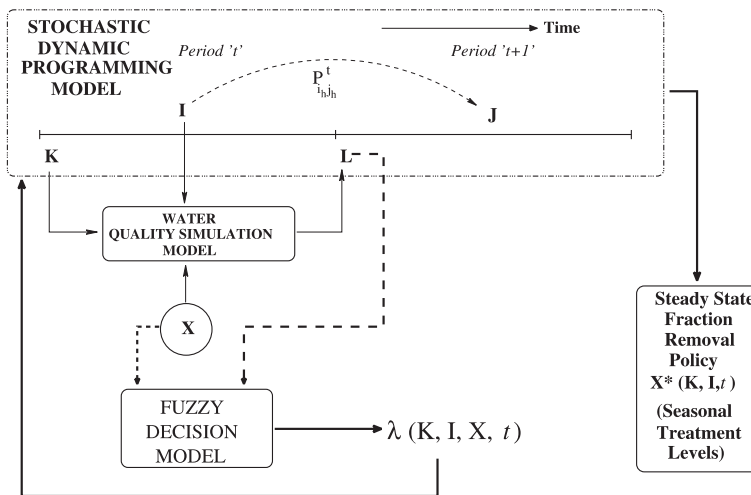 STOCHASTIC
DYNAMIC
PROGRAMMING
MODEL
Period 't'
Time
Period 't+1'
P^t_{i_h j_h}
I
J
K
L
WATER
QUALITY SIMULATION
MODEL
X
FUZZY
DECISION
MODEL
λ (K, I, X, t)
Steady State
Fraction
Removal
Policy
X* (K, I,t)
(Seasonal
Treatment
Levels)